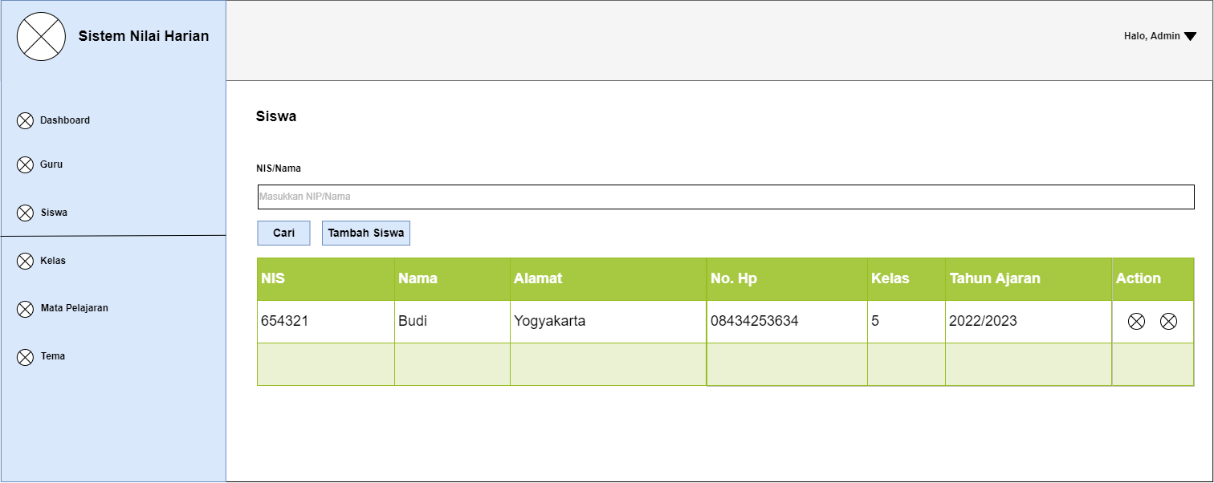 Sistem Nilai Harian
Halo, Admin
Dashboard
Guru
Siswa
Kelas
Mata Pelajaran
Tema
Siswa
NIS/Nama
Masukkan NIP/Nama
Cari Tambah Siswa
NIS Nama Alamat No. Hp Kelas Tahun Ajaran Action
654321 Budi Yogyakarta 08434253634 5 2022/2023